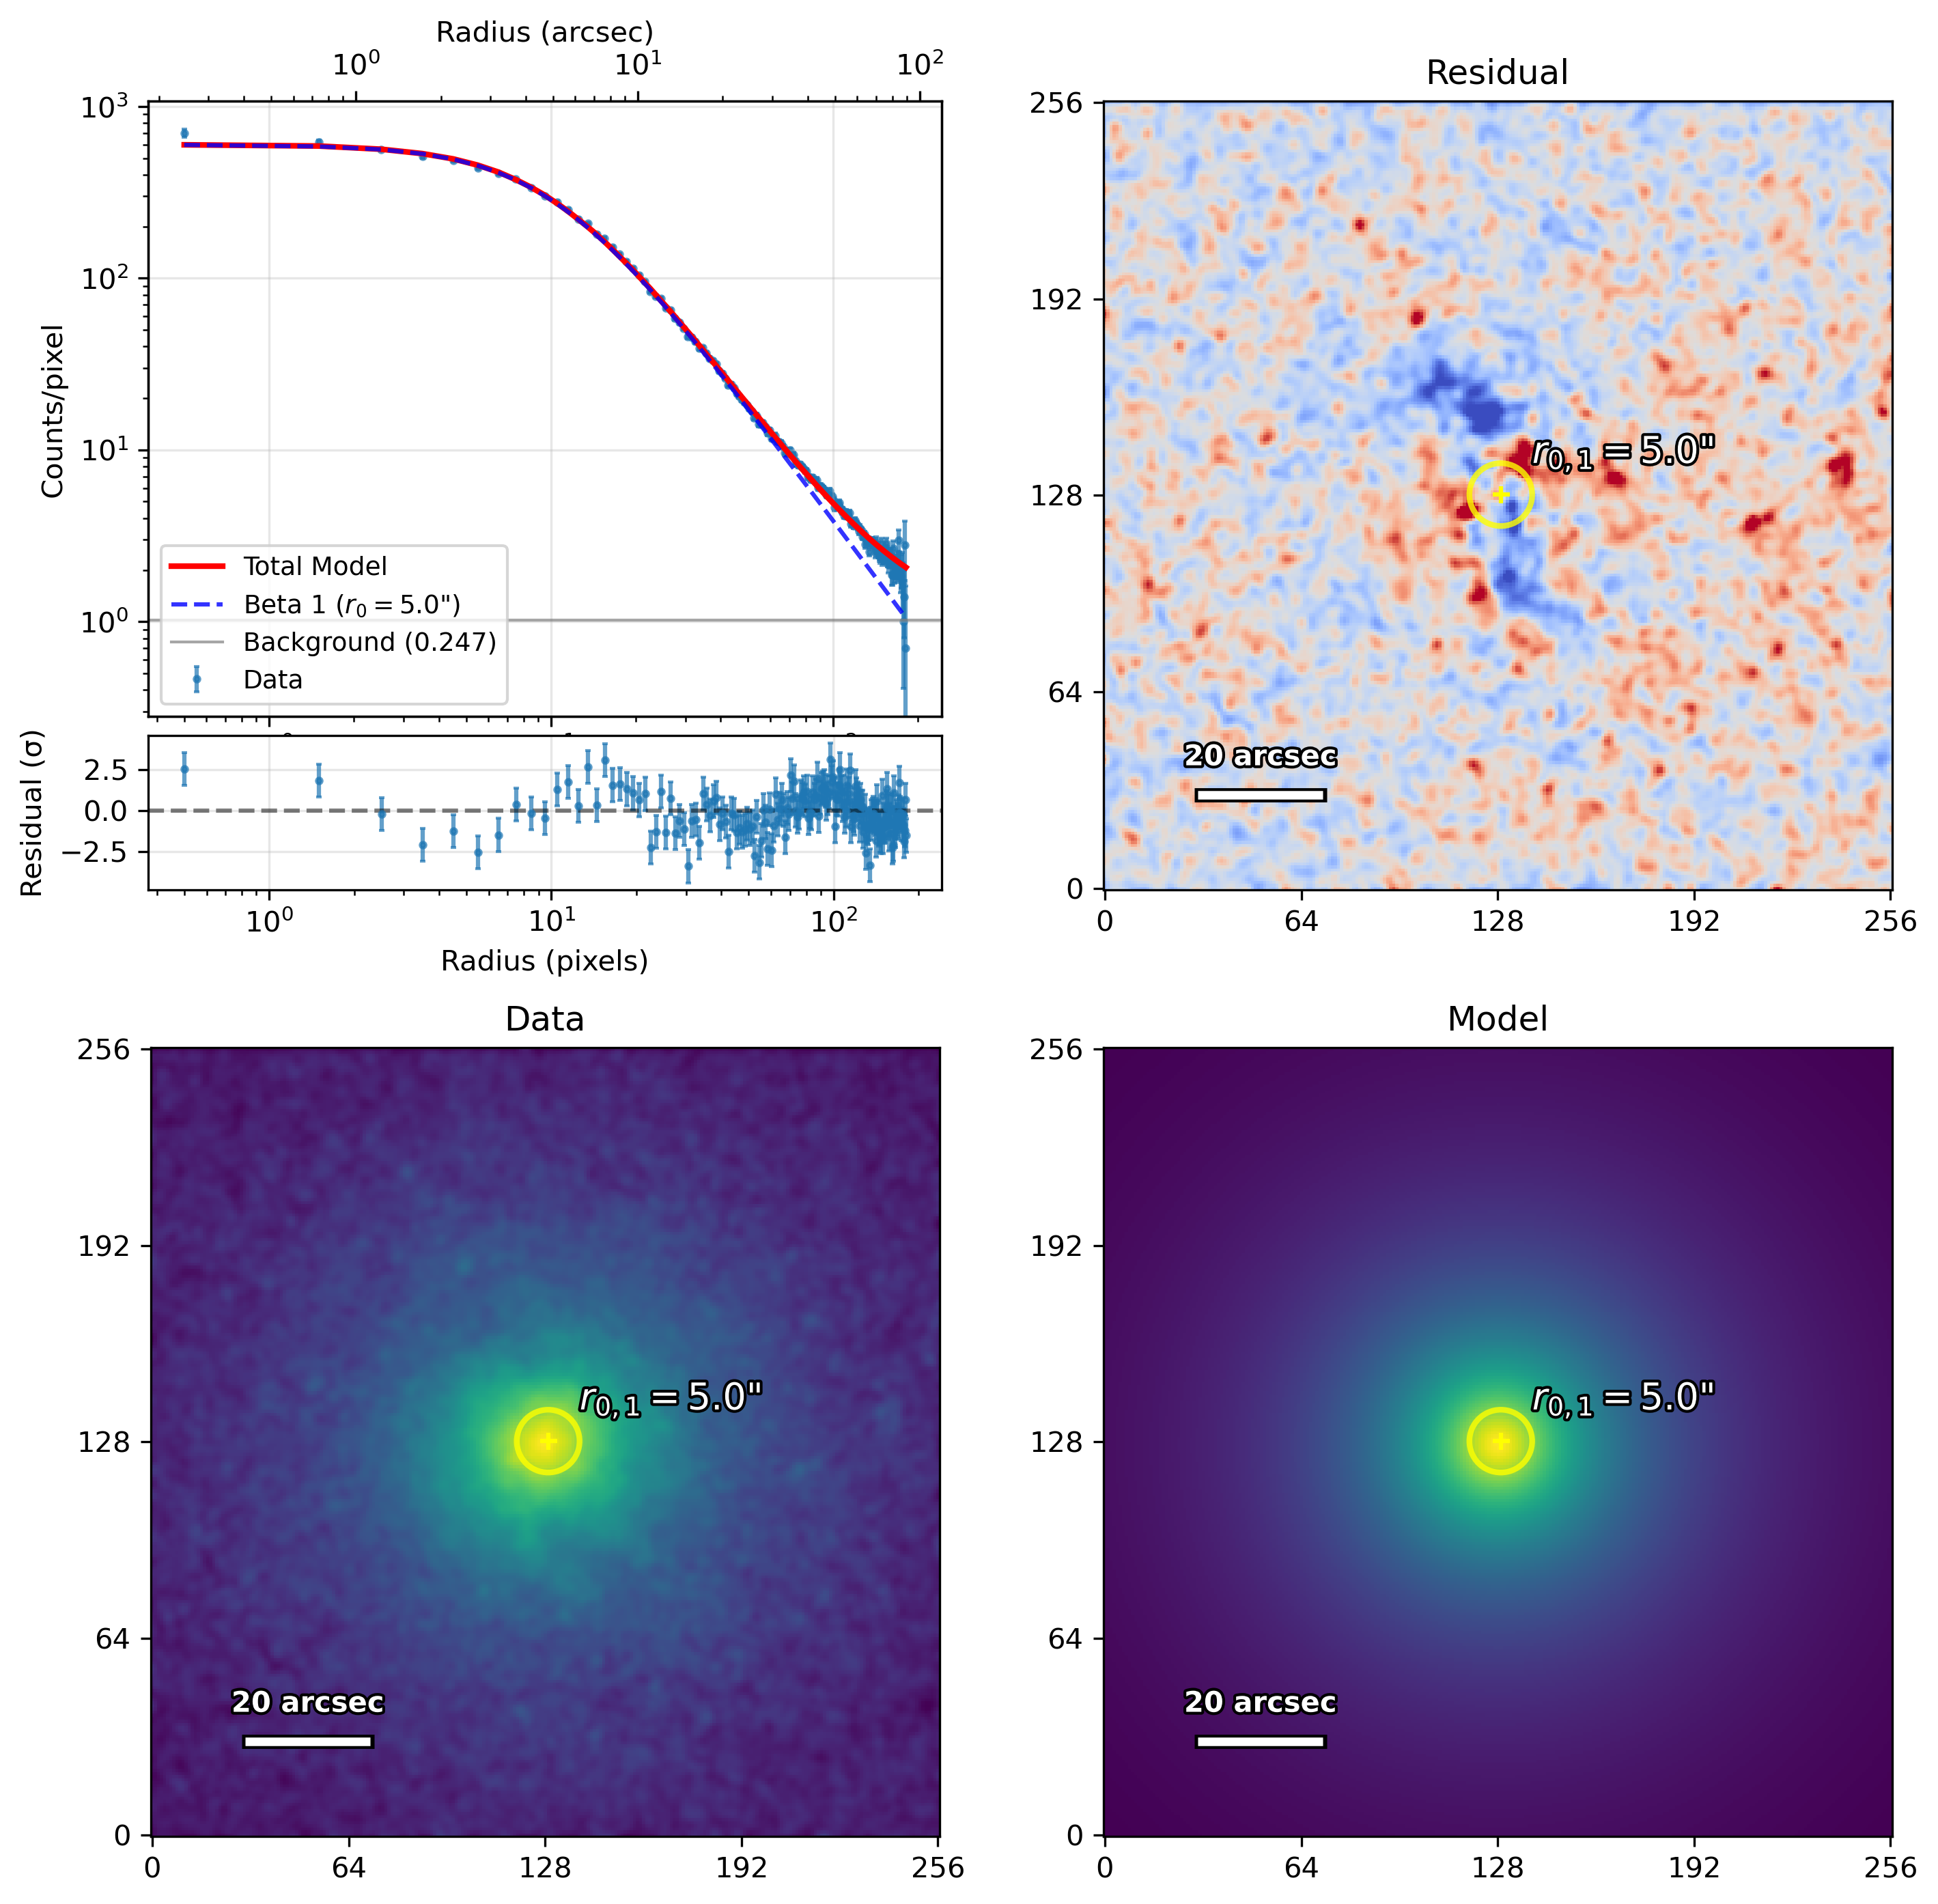 Radius (arcsec)
10⁰ 10¹ 10²
Counts/pixel
10³
10²
10¹
10⁰
Total Model
Beta 1 (r₀ = 5.0")
Background (0.247)
Data
Residual (σ)
2.5
0.0
−2.5
10⁰ 10¹ 10²
Radius (pixels)
Residual
256
192
128
64
0
r₀,₁ = 5.0"
20 arcsec
0 64 128 192 256
Data
256
192
128
64
0
r₀,₁ = 5.0"
20 arcsec
0 64 128 192 256
Model
256
192
128
64
0
r₀,₁ = 5.0"
20 arcsec
0 64 128 192 256